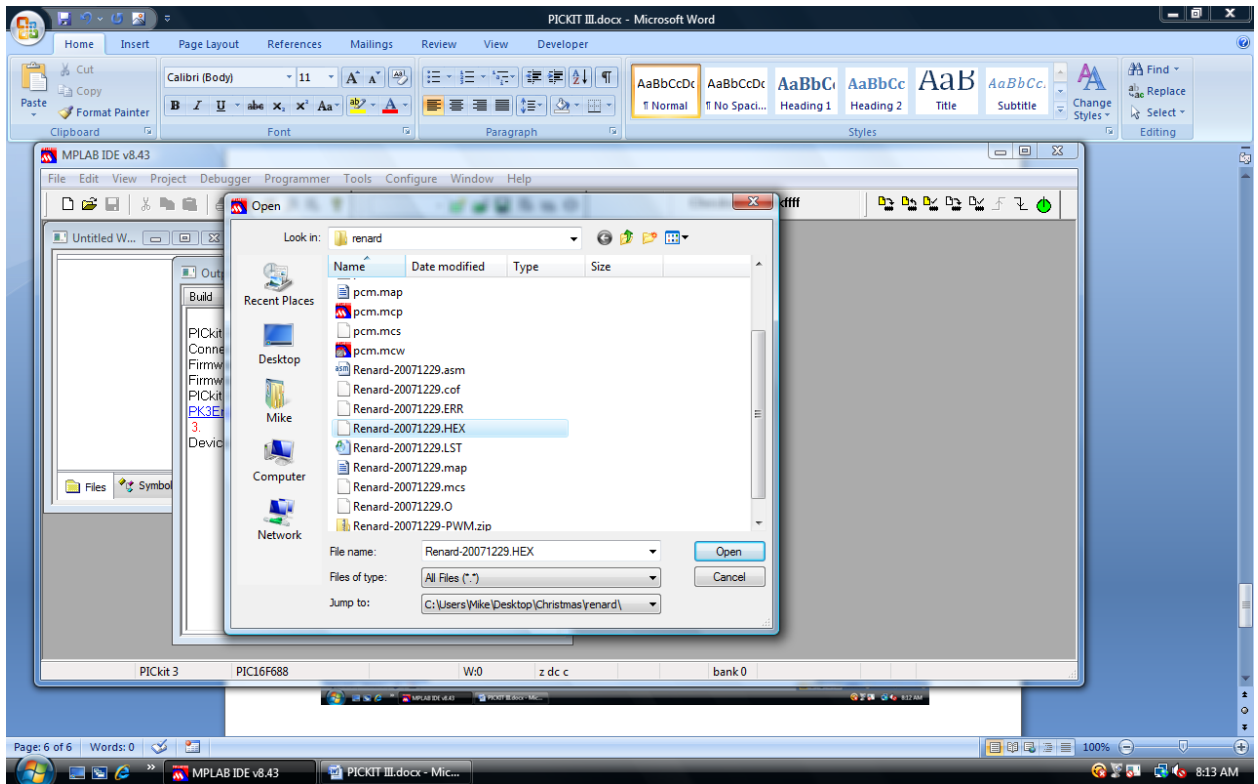 PICKIT III.docx - Microsoft Word
Home Insert Page Layout References Mailings Review View Developer
Paste
Cut
Copy
Format Painter
Clipboard
Calibri (Body) 11
Font
Paragraph
AaBbCcDc AaBbCcDc AaBbC AaBbCc AaB AaBbCc.
¶ Normal ¶ No Spaci... Heading 1 Heading 2 Title Subtitle
Change Styles
Styles
Find
Replace
Select
Editing
MPLAB IDE v8.43
File Edit View Project Debugger Programmer Tools Configure Window Help
Untitled W...
Files Symbol
Build
PICkit
Conne
Firmw
Firmw
PICkit
PK3Er
3.
Devic
Open
Look in: renard
Name Date modified Type Size
Recent Places
Desktop
Mike
Computer
Network
pcm.map
pcm.mcp
pcm.mcs
pcm.mcw
Renard-20071229.asm
Renard-20071229.cof
Renard-20071229.ERR
Renard-20071229.HEX
Renard-20071229.LST
Renard-20071229.map
Renard-20071229.mcs
Renard-20071229.O
Renard-20071229-PWM.zip
File name: Renard-20071229.HEX Open
Files of type: All Files (*.*) Cancel
Jump to: C:\Users\Mike\Desktop\Christmas\renard\
PICkit 3 PIC16F688 W:0 z dc c bank 0
Page: 6 of 6 Words: 0 100%
MPLAB IDE v8.43 PICKIT III.docx - Mic... 8:13 AM